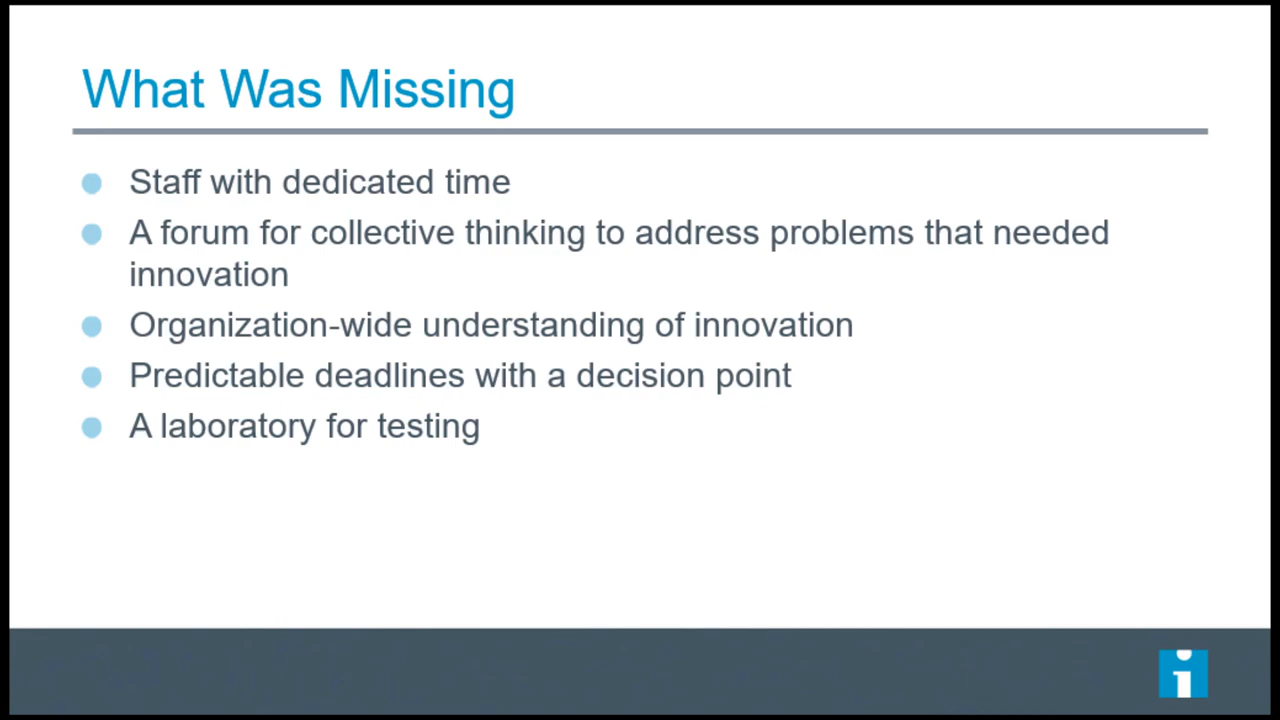 What Was Missing
Staff with dedicated time
A forum for collective thinking to address problems that needed
innovation
Organization-wide understanding of innovation
Predictable deadlines with a decision point
A laboratory for testing
i